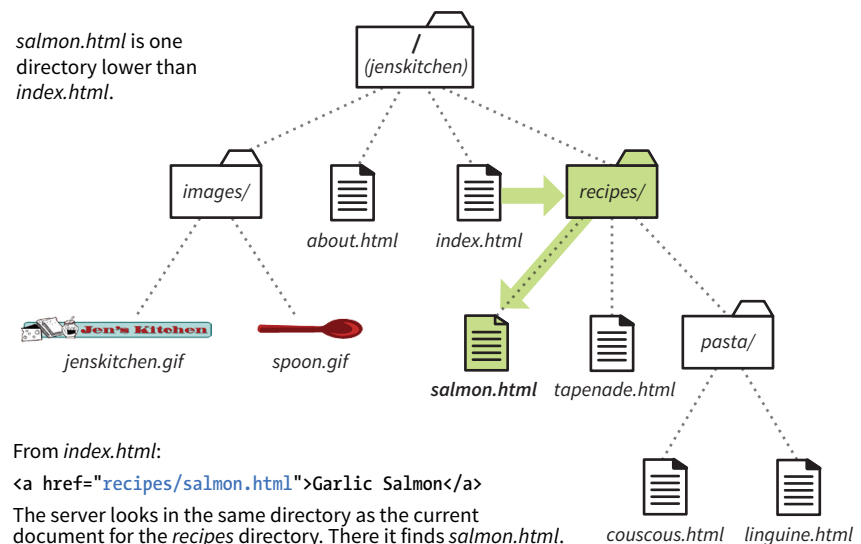 salmon.html is one
directory lower than
index.html.
/
(jenskitchen)
images/
about.html
index.html
recipes/
Jen's Kitchen
jenskitchen.gif
spoon.gif
salmon.html
tapenade.html
pasta/
From index.html:
<a href="recipes/salmon.html">Garlic Salmon</a>
The server looks in the same directory as the current
document for the recipes directory. There it finds salmon.html.
couscous.html
linguine.html